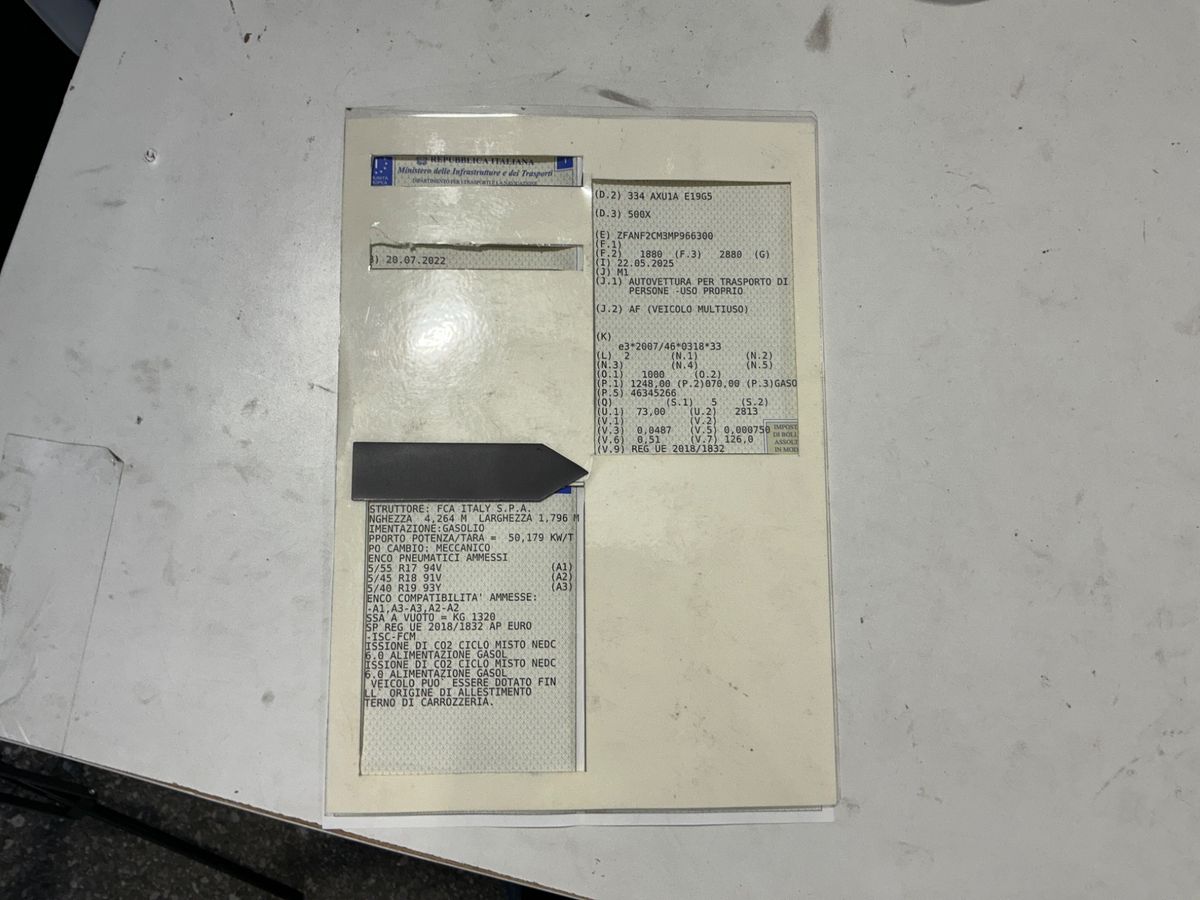 REPUBBLICA ITALIANA
Ministero delle Infrastrutture e dei Trasporti
DIPARTIMENTO PER I TRASPORTI E LA NAVIGAZIONE
) 20.07.2022
STRUTTORE: FCA ITALY S.P.A.
NGHEZZA 4,264 M LARGHEZZA 1,796 M
IMENTAZIONE:GASOLIO
PPORTO POTENZA/TARA = 50,179 KW/T
PO CAMBIO: MECCANICO
ENCO PNEUMATICI AMMESSI
5/55 R17 94V (A1)
5/45 R18 91V (A2)
5/40 R19 93Y (A3)
ENCO COMPATIBILITA' AMMESSE:
-A1,A3-A3,A2-A2
SSA A VUOTO = KG 1320
SP REG UE 2018/1832 AP EURO
-ISC-FCM
ISSIONE DI CO2 CICLO MISTO NEDC
6.0 ALIMENTAZIONE GASOL
ISSIONE DI CO2 CICLO MISTO NEDC
6.0 ALIMENTAZIONE GASOL
VEICOLO PUO' ESSERE DOTATO FIN
LL' ORIGINE DI ALLESTIMENTO
TERNO DI CARROZZERIA.
(D.2) 334 AXU1A E19G5
(D.3) 500X
(E) ZFANF2CM3MP966300
(F.1)
(F.2) 1880 (F.3) 2880 (G)
(I) 22.05.2025
(J) M1
(J.1) AUTOVETTURA PER TRASPORTO DI
PERSONE -USO PROPRIO
(J.2) AF (VEICOLO MULTIUSO)
(K)
e3*2007/46*0318*33
(L) 2 (N.1) (N.2)
(N.3) (N.4) (N.5)
(O.1) 1000 (O.2)
(P.1) 1248,00 (P.2)070,00 (P.3)GASO
(P.5) 46345266
(Q) (S.1) 5 (S.2)
(U.1) 73,00 (U.2) 2813
(V.1) (V.2)
(V.3) 0,0487 (V.5) 0,000750
(V.6) 0,51 (V.7) 126,0
(V.9) REG UE 2018/1832
IMPOST
DI BOLL
ASSOLT
IN MOD